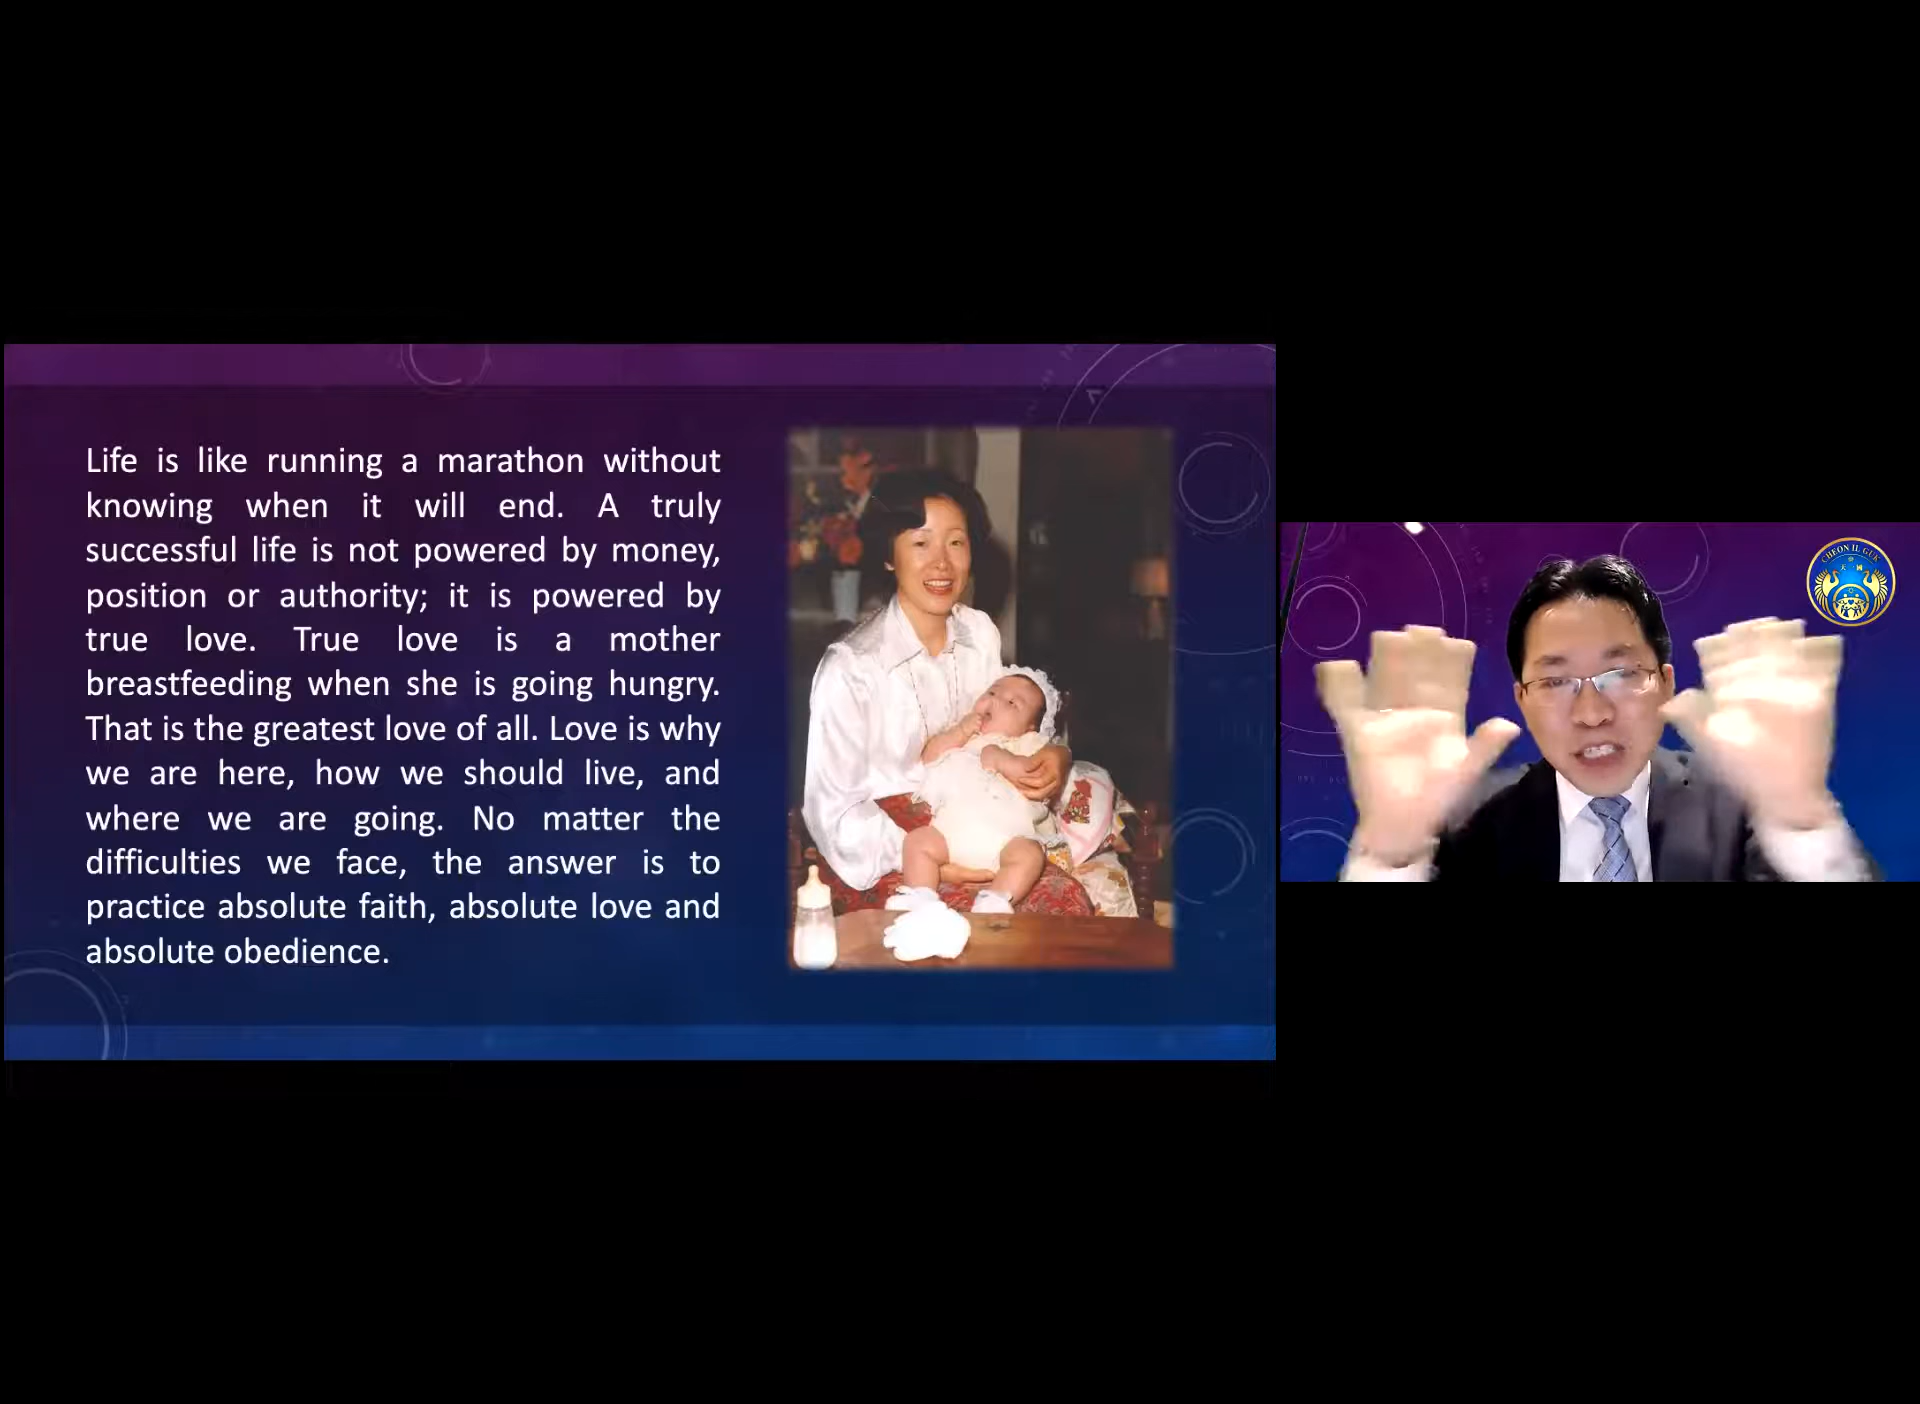 Life is like running a marathon without
knowing when it will end. A truly
successful life is not powered by money,
position or authority; it is powered by
true love. True love is a mother
breastfeeding when she is going hungry.
That is the greatest love of all. Love is why
we are here, how we should live, and
where we are going. No matter the
difficulties we face, the answer is to
practice absolute faith, absolute love and
absolute obedience.
CHEON IL GUK